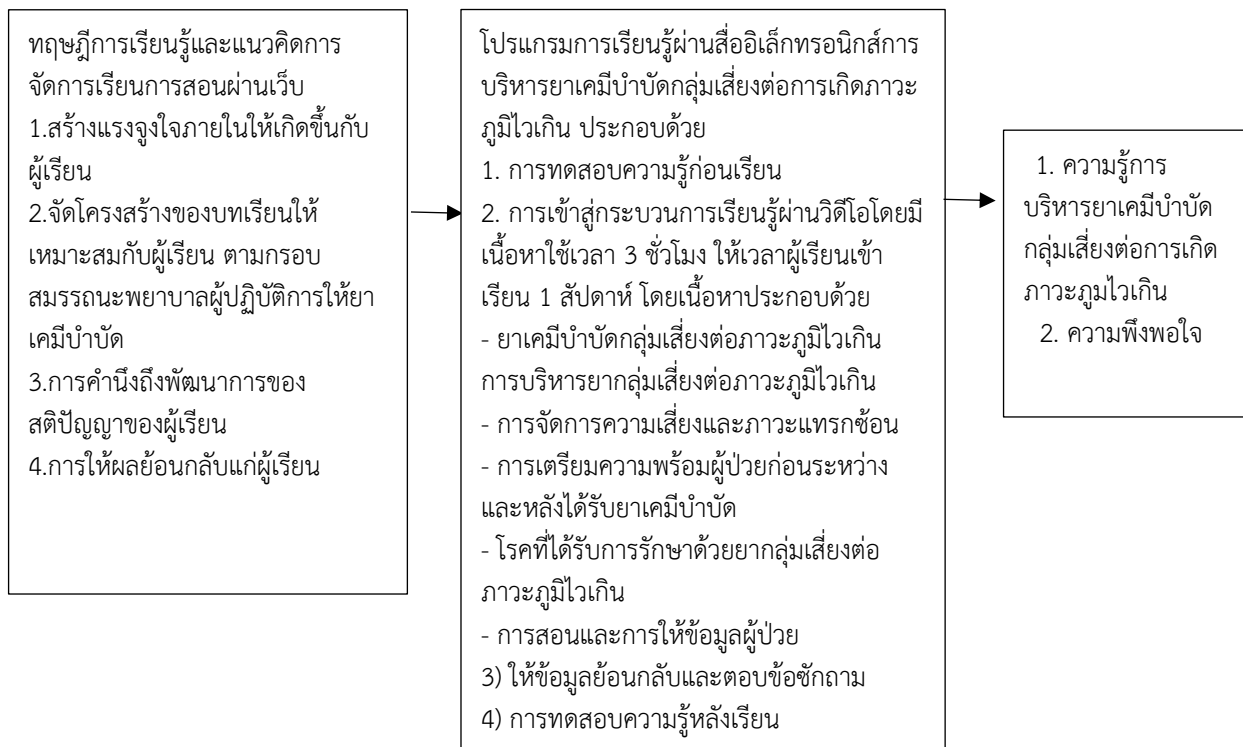 ทฤษฎีการเรียนรู้และแนวคิดการ
จัดการเรียนการสอนผ่านเว็บ
1.สร้างแรงจูงใจภายในให้เกิดขึ้นกับ
ผู้เรียน
2.จัดโครงสร้างของบทเรียนให้
เหมาะสมกับผู้เรียน ตามกรอบ
สมรรถนะพยาบาลผู้ปฏิบัติการให้ยา
เคมีบำบัด
3.การคำนึงถึงพัฒนาการของ
สติปัญญาของผู้เรียน
4.การให้ผลย้อนกลับแก่ผู้เรียน
โปรแกรมการเรียนรู้ผ่านสื่ออิเล็กทรอนิกส์การ
บริหารยาเคมีบำบัดกลุ่มเสี่ยงต่อการเกิดภาวะ
ภูมิไวเกิน ประกอบด้วย
1. การทดสอบความรู้ก่อนเรียน
2. การเข้าสู่กระบวนการเรียนรู้ผ่านวิดีโอโดยมี
เนื้อหาใช้เวลา 3 ชั่วโมง ให้เวลาผู้เรียนเข้า
เรียน 1 สัปดาห์ โดยเนื้อหาประกอบด้วย
- ยาเคมีบำบัดกลุ่มเสี่ยงต่อภาวะภูมิไวเกิน
การบริหารยากลุ่มเสี่ยงต่อภาวะภูมิไวเกิน
- การจัดการความเสี่ยงและภาวะแทรกซ้อน
- การเตรียมความพร้อมผู้ป่วยก่อนระหว่าง
และหลังได้รับยาเคมีบำบัด
- โรคที่ได้รับการรักษาด้วยยากลุ่มเสี่ยงต่อ
ภาวะภูมิไวเกิน
- การสอนและการให้ข้อมูลผู้ป่วย
3) ให้ข้อมูลย้อนกลับและตอบข้อซักถาม
4) การทดสอบความรู้หลังเรียน
1. ความรู้การ
บริหารยาเคมีบำบัด
กลุ่มเสี่ยงต่อการเกิด
ภาวะภูมไวเกิน
2. ความพึงพอใจ